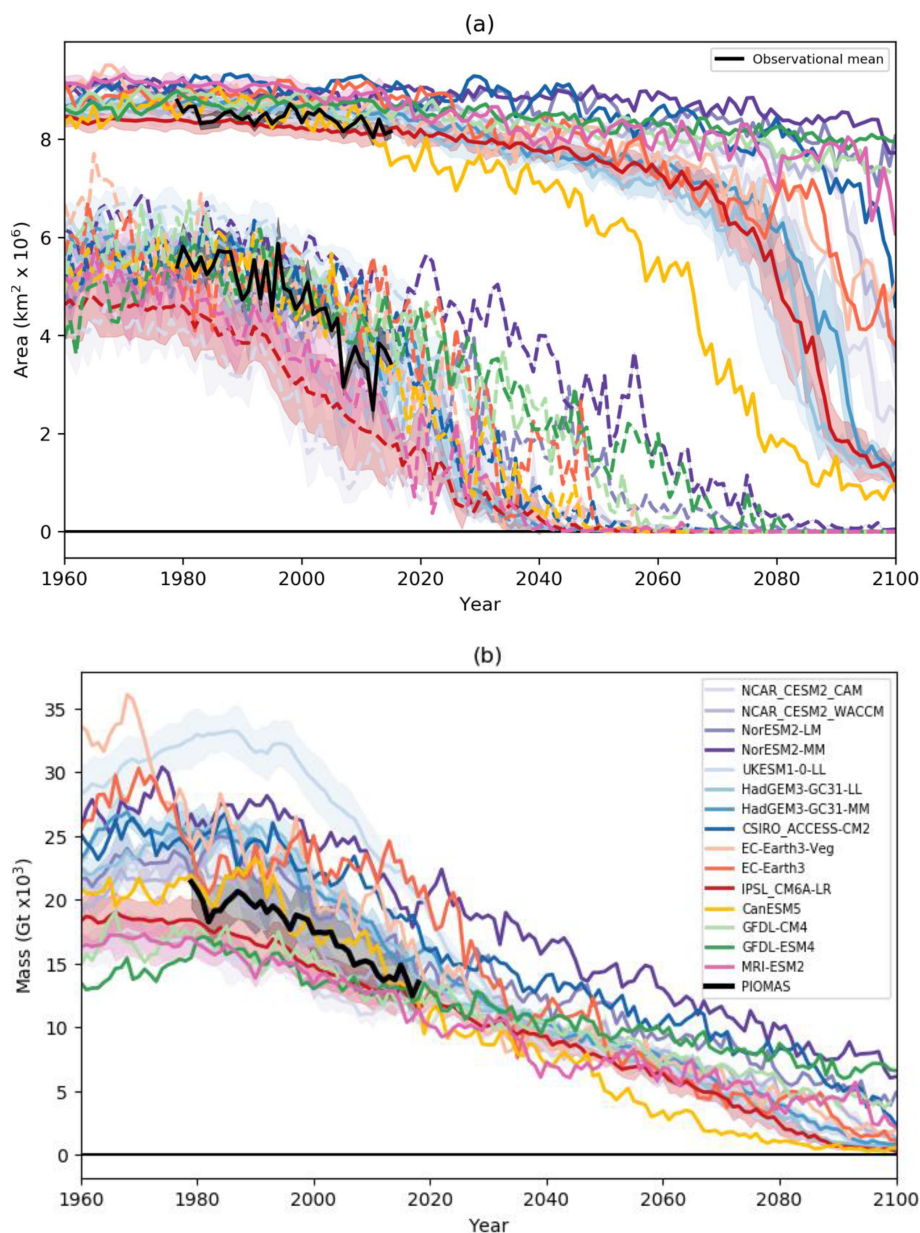 (a)
Observational mean
8
6
4
2
0
Area (km² x 10⁶)
1960 1980 2000 2020 2040 2060 2080 2100
Year
(b)
35
30
25
20
15
10
5
0
Mass (Gt x10³)
NCAR_CESM2_CAM
NCAR_CESM2_WACCM
NorESM2-LM
NorESM2-MM
UKESM1-0-LL
HadGEM3-GC31-LL
HadGEM3-GC31-MM
CSIRO_ACCESS-CM2
EC-Earth3-Veg
EC-Earth3
IPSL_CM6A-LR
CanESM5
GFDL-CM4
GFDL-ESM4
MRI-ESM2
PIOMAS
1960 1980 2000 2020 2040 2060 2080 2100
Year